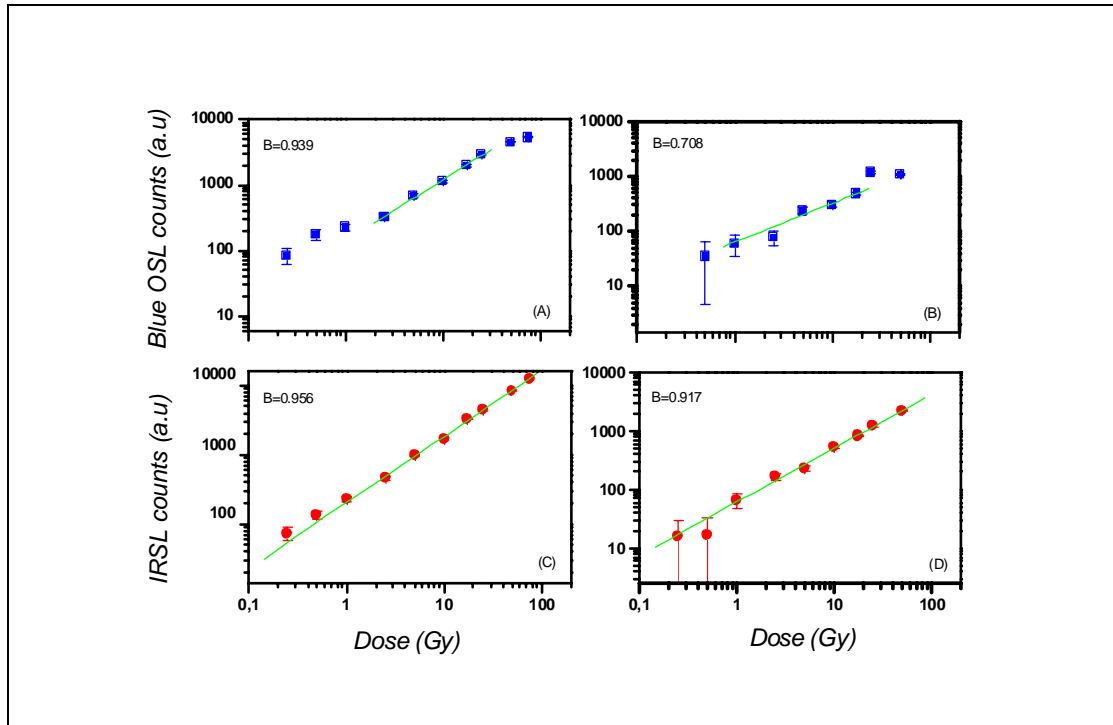 Blue OSL counts (a.u)
10000
1000
100
10
B=0.939
(A)
10000
1000
100
10
B=0.708
(B)
IRSL counts (a.u)
10000
1000
100
B=0.956
(C)
0,1 1 10 100
Dose (Gy)
10000
1000
100
10
B=0.917
(D)
0,1 1 10 100
Dose (Gy)